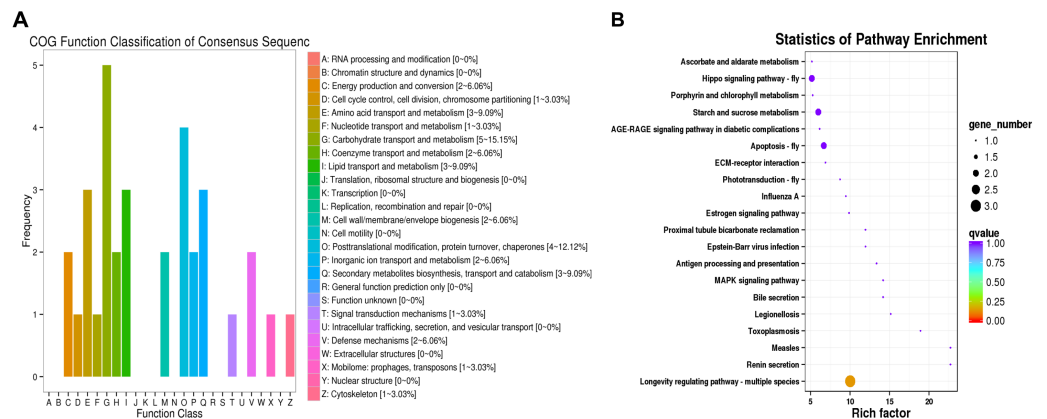 A
COG Function Classification of Consensus Sequenc
Frequency
5
4
3
2
1
0
A B C D E F G H I J K L M N O P Q R S T U V W X Y Z
Function Class
A: RNA processing and modification [0~0%]
B: Chromatin structure and dynamics [0~0%]
C: Energy production and conversion [2~6.06%]
D: Cell cycle control, cell division, chromosome partitioning [1~3.03%]
E: Amino acid transport and metabolism [3~9.09%]
F: Nucleotide transport and metabolism [1~3.03%]
G: Carbohydrate transport and metabolism [5~15.15%]
H: Coenzyme transport and metabolism [2~6.06%]
I: Lipid transport and metabolism [3~9.09%]
J: Translation, ribosomal structure and biogenesis [0~0%]
K: Transcription [0~0%]
L: Replication, recombination and repair [0~0%]
M: Cell wall/membrane/envelope biogenesis [2~6.06%]
N: Cell motility [0~0%]
O: Posttranslational modification, protein turnover, chaperones [4~12.12%]
P: Inorganic ion transport and metabolism [2~6.06%]
Q: Secondary metabolites biosynthesis, transport and catabolism [3~9.09%]
R: General function prediction only [0~0%]
S: Function unknown [0~0%]
T: Signal transduction mechanisms [1~3.03%]
U: Intracellular trafficking, secretion, and vesicular transport [0~0%]
V: Defense mechanisms [2~6.06%]
W: Extracellular structures [0~0%]
X: Mobilome: prophages, transposons [1~3.03%]
Y: Nuclear structure [0~0%]
Z: Cytoskeleton [1~3.03%]
B
Statistics of Pathway Enrichment
Ascorbate and aldarate metabolism
Hippo signaling pathway - fly
Porphyrin and chlorophyll metabolism
Starch and sucrose metabolism
AGE-RAGE signaling pathway in diabetic complications
Apoptosis - fly
ECM-receptor interaction
Phototransduction - fly
Influenza A
Estrogen signaling pathway
Proximal tubule bicarbonate reclamation
Epstein-Barr virus infection
Antigen processing and presentation
MAPK signaling pathway
Bile secretion
Legionellosis
Toxoplasmosis
Measles
Renin secretion
Longevity regulating pathway - multiple species
5 10 15 20
Rich factor
gene_number
1.0
1.5
2.0
2.5
3.0
qvalue
1.00
0.75
0.50
0.25
0.00